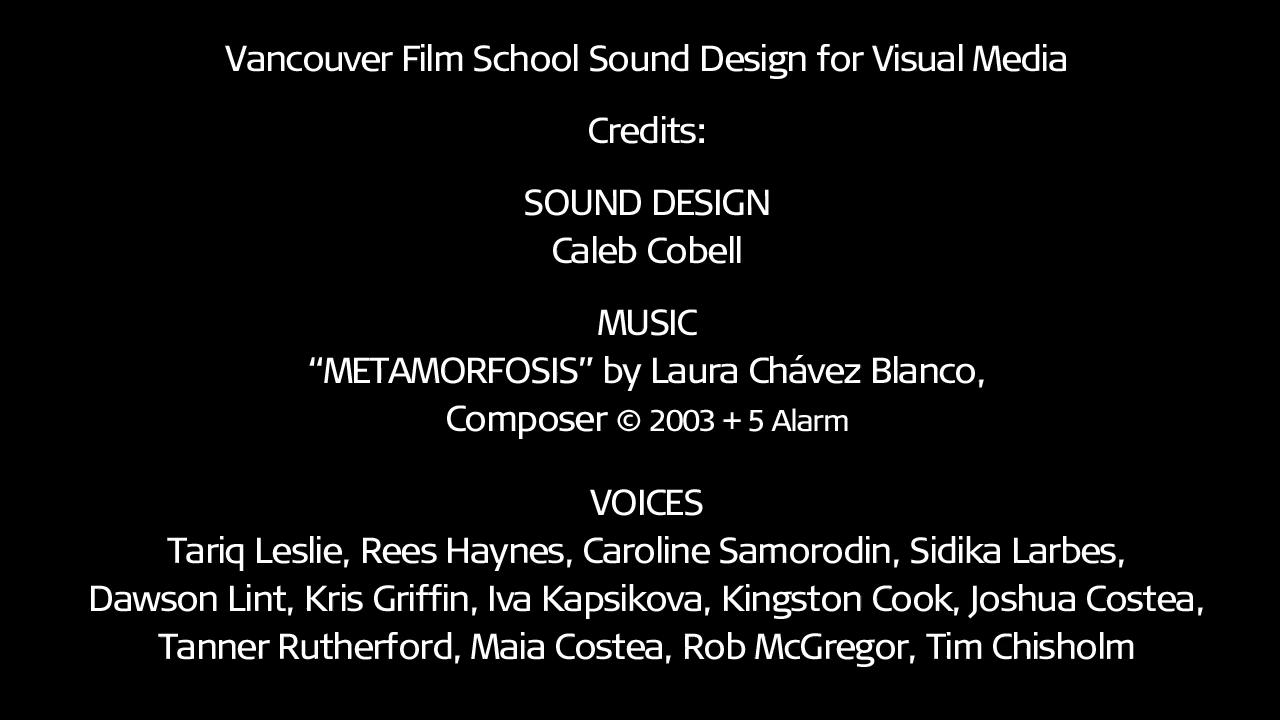 Vancouver Film School Sound Design for Visual Media
Credits:
SOUND DESIGN
Caleb Cobell
MUSIC
“METAMORFOSIS” by Laura Chávez Blanco,
Composer © 2003 + 5 Alarm
VOICES
Tariq Leslie, Rees Haynes, Caroline Samorodin, Sidika Larbes,
Dawson Lint, Kris Griffin, Iva Kapsikova, Kingston Cook, Joshua Costea,
Tanner Rutherford, Maia Costea, Rob McGregor, Tim Chisholm